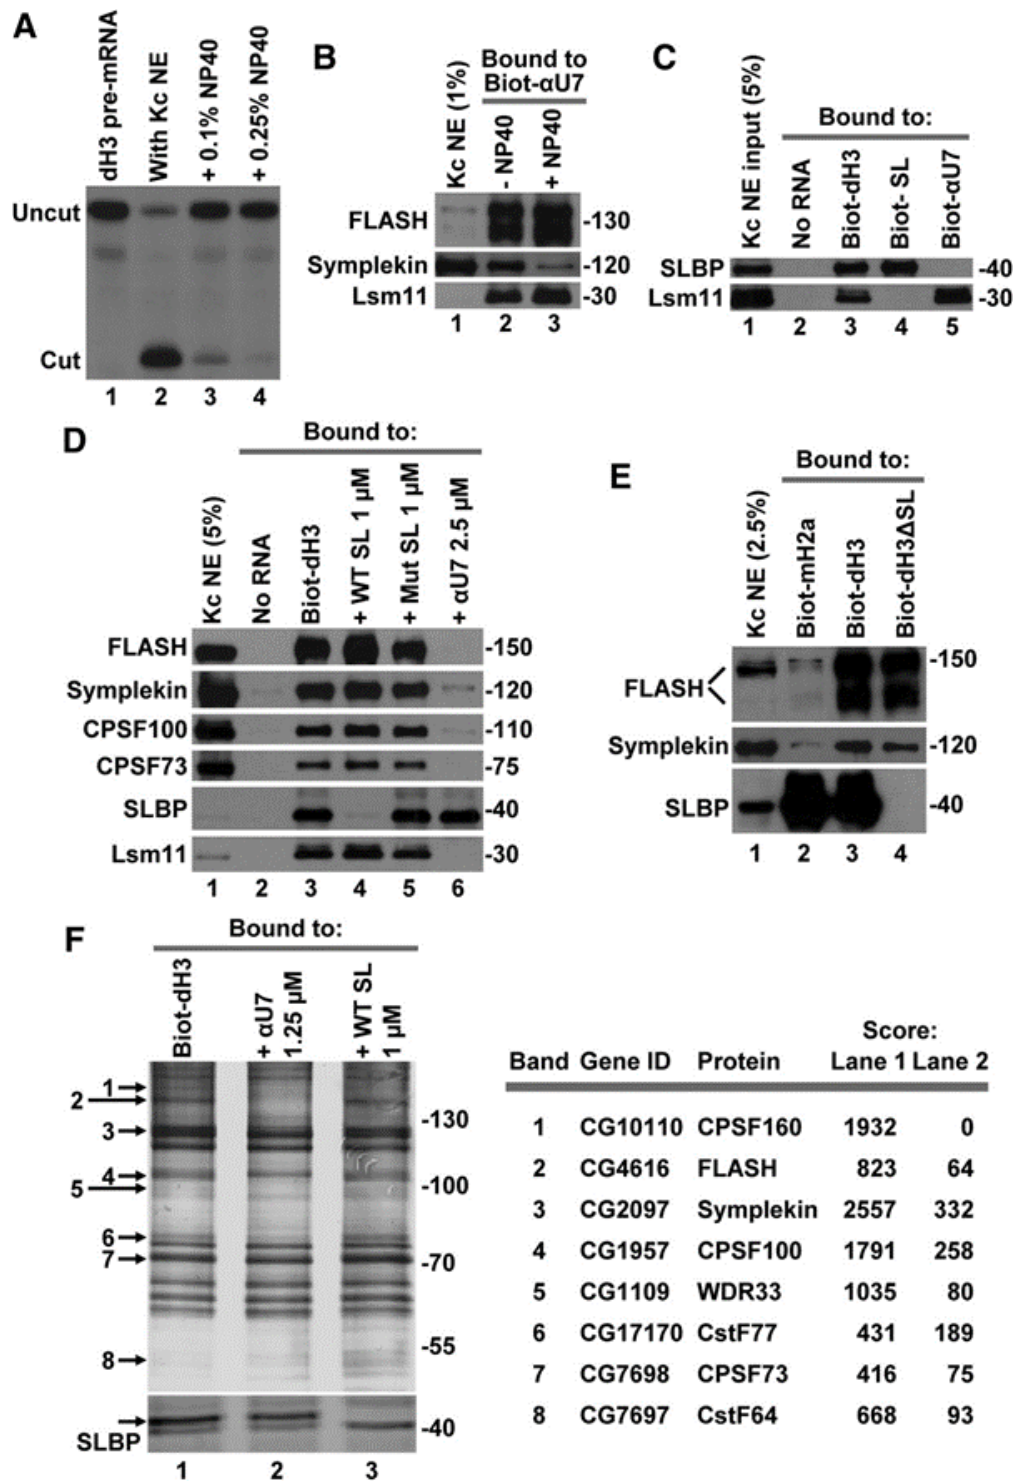 A
dH3 pre-mRNA
With Kc NE
+ 0.1% NP40
+ 0.25% NP40
Uncut
Cut
1 2 3 4
B
Bound to
Biot-αU7
Kc NE (1%)
- NP40
+ NP40
FLASH -130
Symplekin -120
Lsm11 -30
1 2 3
C
Bound to:
Kc NE input (5%)
No RNA
Biot-dH3
Biot- SL
Biot-αU7
SLBP -40
Lsm11 -30
1 2 3 4 5
D
Bound to:
Kc NE (5%)
No RNA
Biot-dH3
+ WT SL 1 µM
+ Mut SL 1 µM
+ αU7 2.5 µM
FLASH -150
Symplekin -120
CPSF100 -110
CPSF73 -75
SLBP -40
Lsm11 -30
1 2 3 4 5 6
E
Bound to:
Kc NE (2.5%)
Biot-mH2a
Biot-dH3
Biot-dH3ΔSL
FLASH -150
Symplekin -120
SLBP -40
1 2 3 4
F
Bound to:
Biot-dH3
+ αU7
1.25 µM
+ WT SL
1 µM
1
2
-130
3
4
-100
5
6
7
-70
-55
8
-40
SLBP
1 2 3
Score:
Band Gene ID Protein Lane 1 Lane 2
1 CG10110 CPSF160 1932 0
2 CG4616 FLASH 823 64
3 CG2097 Symplekin 2557 332
4 CG1957 CPSF100 1791 258
5 CG1109 WDR33 1035 80
6 CG17170 CstF77 431 189
7 CG7698 CPSF73 416 75
8 CG7697 CstF64 668 93